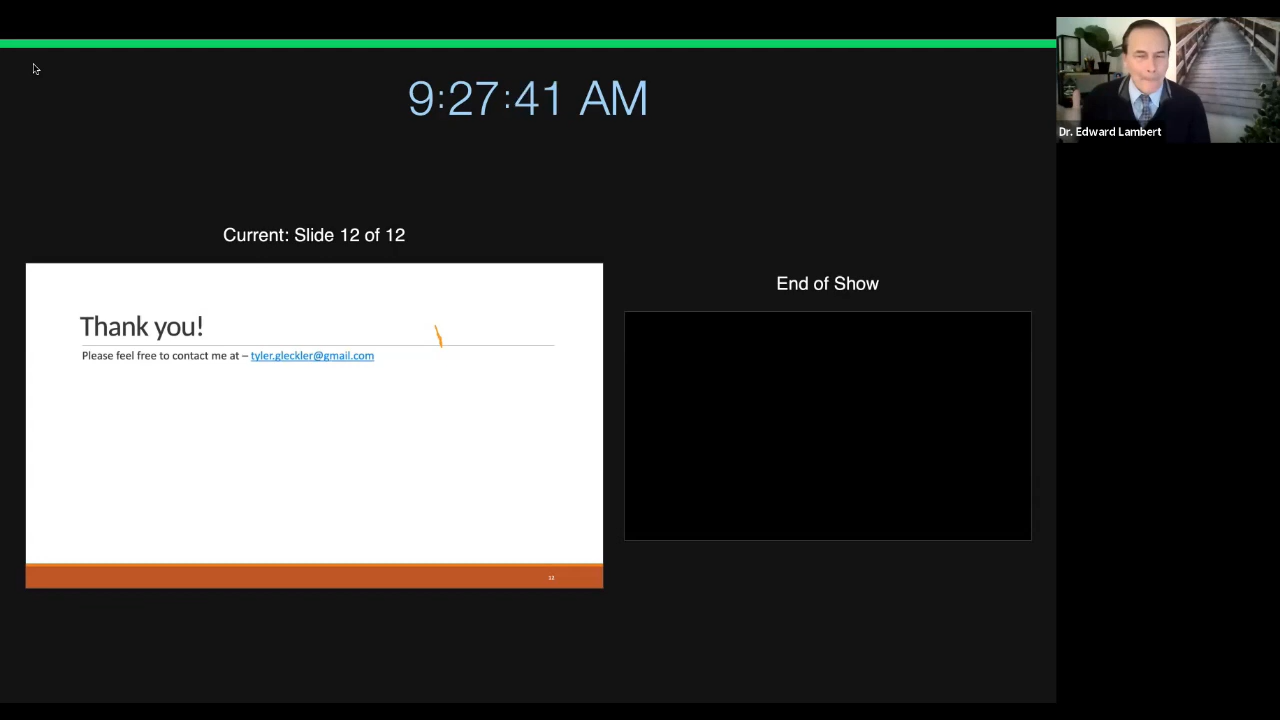 9:27:41 AM
Dr. Edward Lambert
Current: Slide 12 of 12
End of Show
Thank you!
Please feel free to contact me at – tyler.gleckler@gmail.com
12